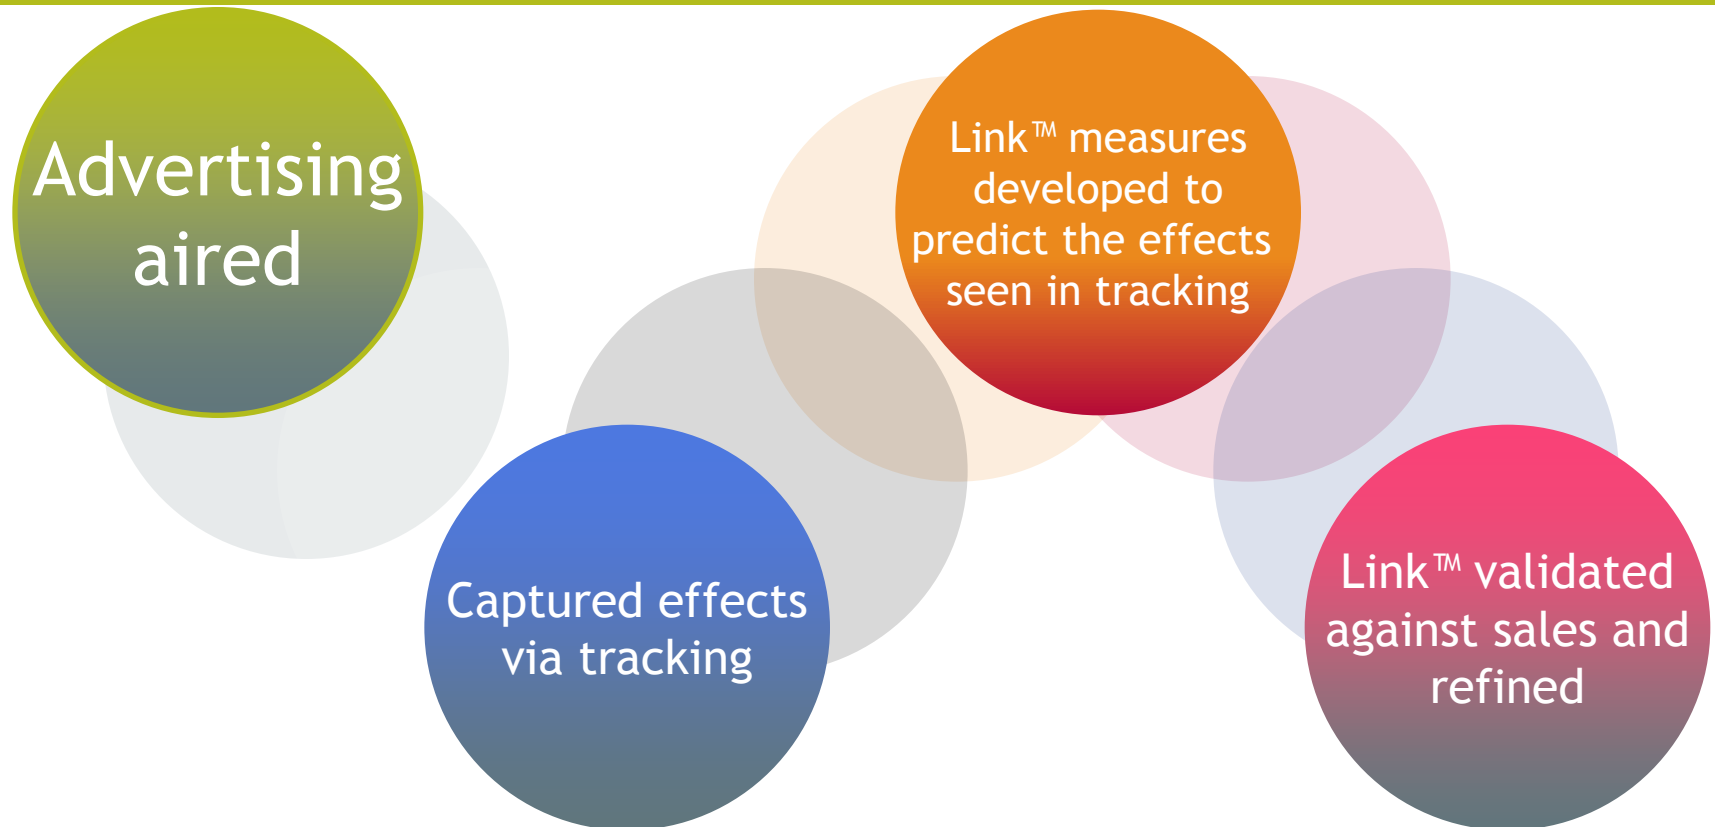 Advertising
aired
Captured effects
via tracking
Link™ measures
developed to
predict the effects
seen in tracking
Link™ validated
against sales and
refined